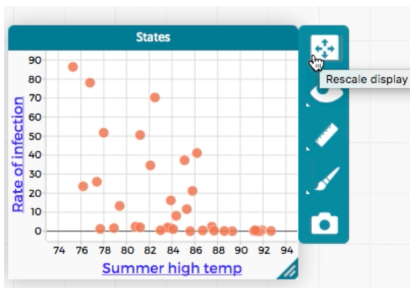 States
90
80
70
60
50
40
30
20
10
0
Rate of infection
74 76 78 80 82 84 86 88 90 92 94
Summer high temp
Rescale display